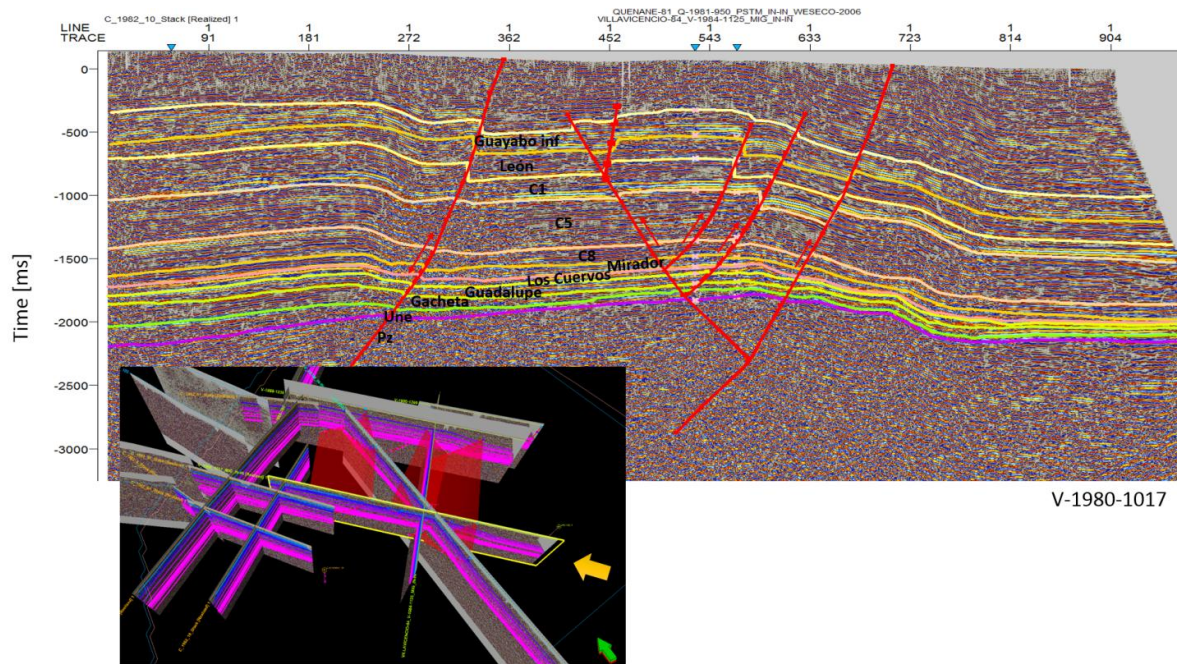 C_1982_10_Stack [Realized] 1
QUENANE-81_Q-1981-950_PSTM_IN-IN_WESECO-2006
VILLAVICENCIO-84_V-1984-1125_MIG_IN-IN
LINE 1 1 1 1 1 1 1 1 1 1
TRACE 91 181 272 362 452 543 633 723 814 904
0
-500
-1000
-1500
-2000
-2500
-3000
Time [ms]
Guayabo inf
León
C1
C5
C8
Mirador
Los Cuervos
Guadalupe
Gacheta
Une
Pz
V-1980-1017